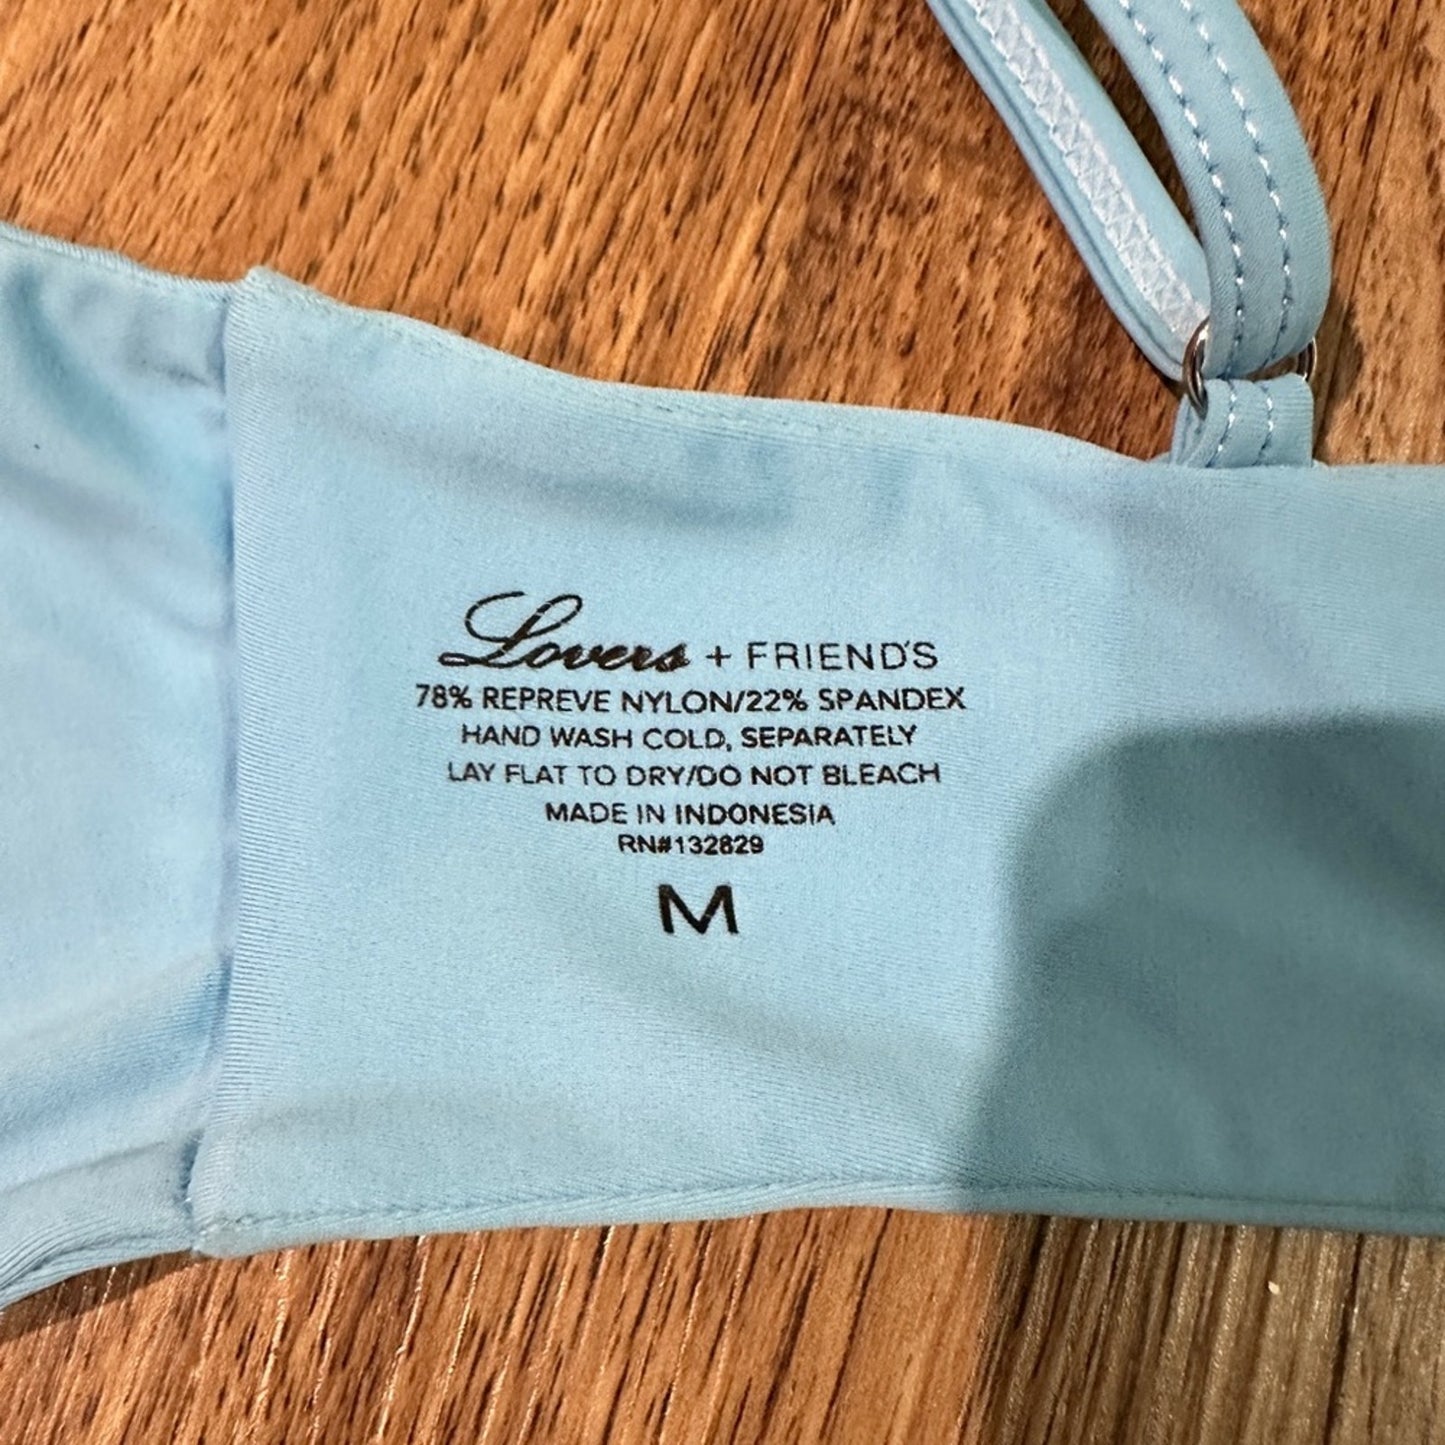 Lovers + FRIENDS
78% REPREVE NYLON/22% SPANDEX
HAND WASH COLD, SEPARATELY
LAY FLAT TO DRY/DO NOT BLEACH
MADE IN INDONESIA
RN#132829
M